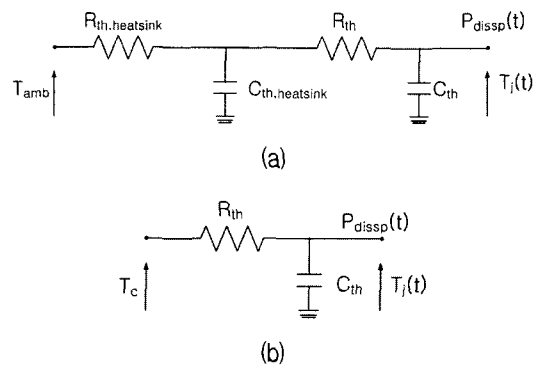 Rth.heatsink
Rth
Pdissp(t)
Tamb
Cth.heatsink
Cth
Tj(t)
(a)
Rth
Pdissp(t)
Tc
Cth
Tj(t)
(b)